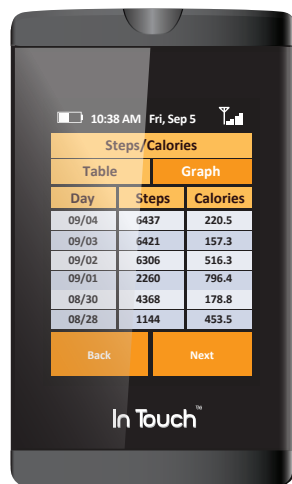 10:38 AM Fri, Sep 5
Steps/Calories
Table Graph
Day Steps Calories
09/04 6437 220.5
09/03 6421 157.3
09/02 6306 516.3
09/01 2260 796.4
08/30 4368 178.8
08/28 1144 453.5
Back Next
In Touch™